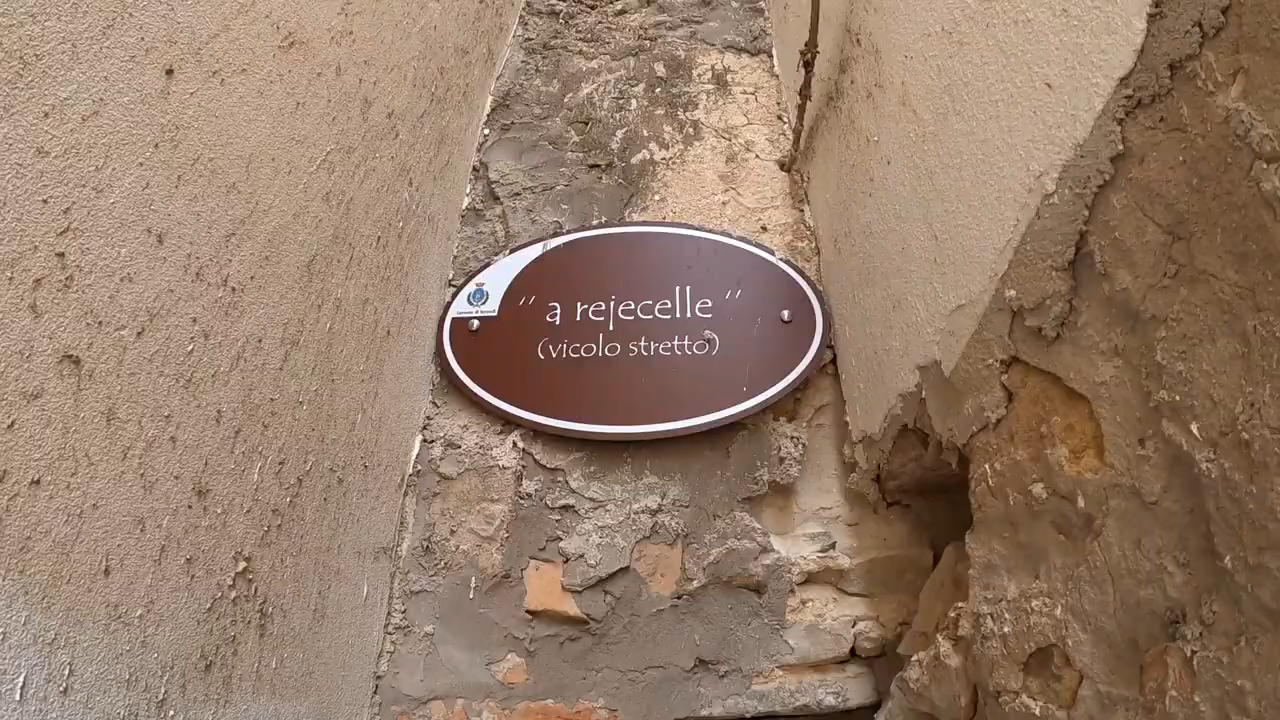 " a rejecelle "
(vicolo stretto)